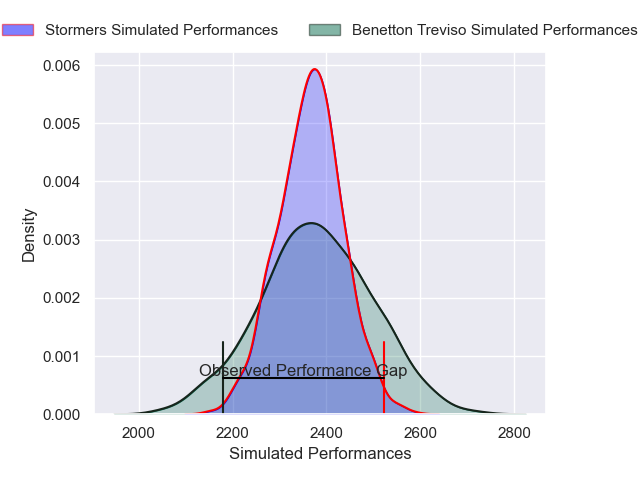 Stormers Simulated Performances
Benetton Treviso Simulated Performances
0.006
0.005
0.004
0.003
0.002
0.001
0.000
Density
Observed Performance Gap
2000
2200
2400
2600
2800
Simulated Performances